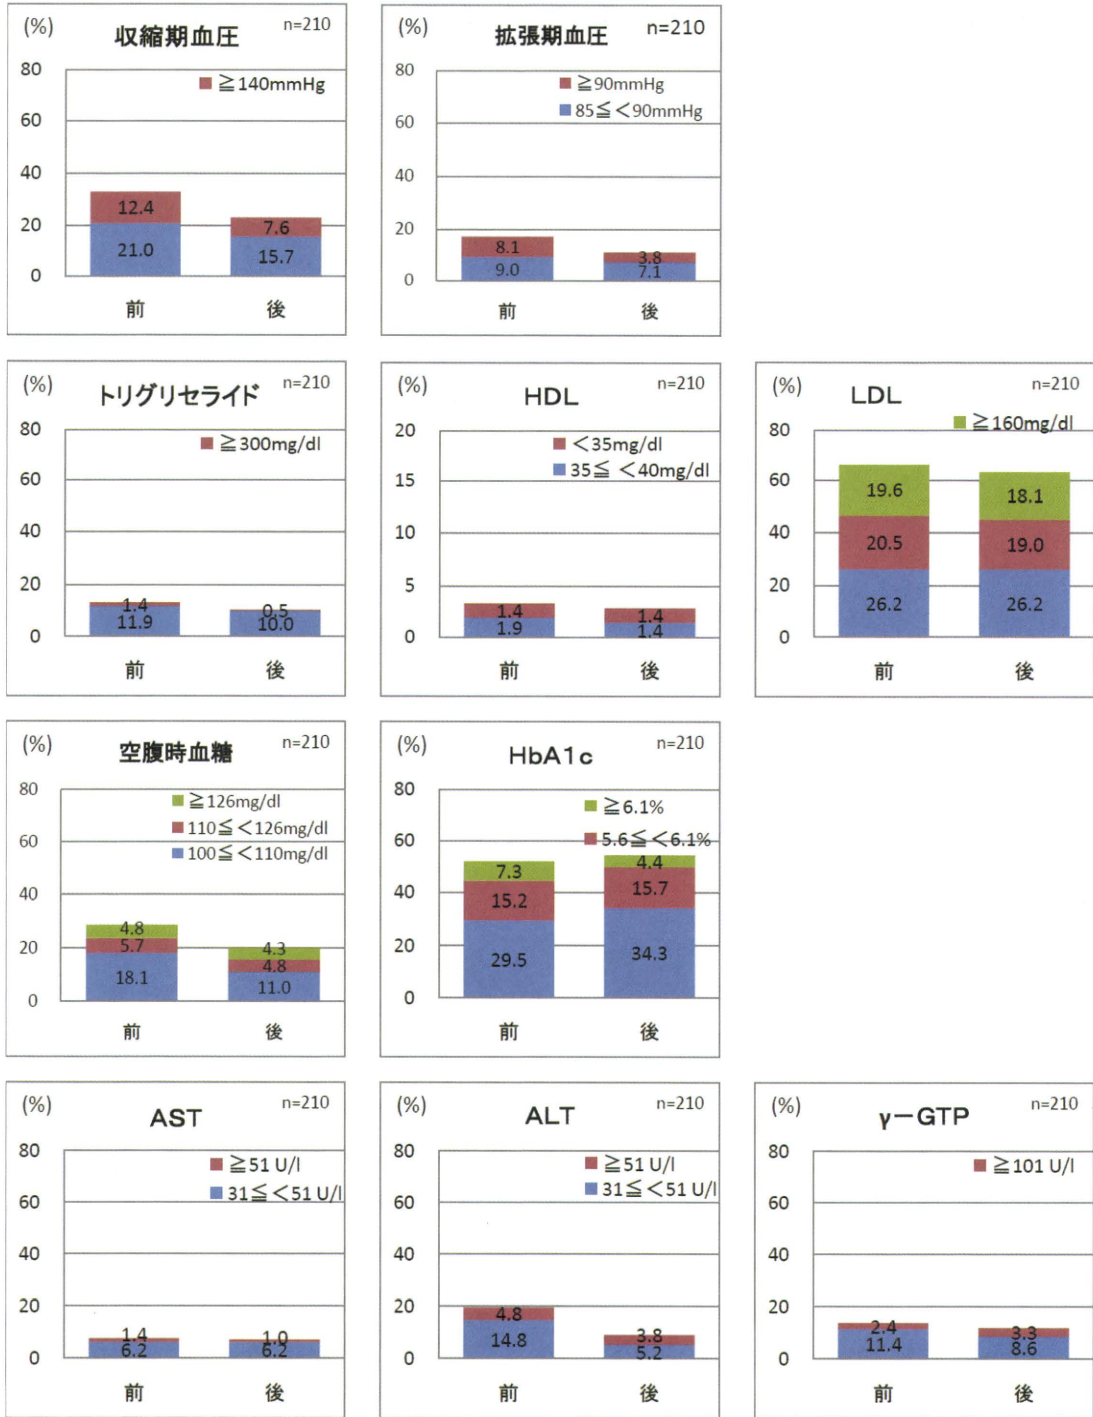 (%) 収縮期血圧 n=210
80
≧140mmHg
60
40
12.4 7.6
20
21.0 15.7
0
前 後
(%) 拡張期血圧 n=210
80
≧90mmHg
85≦<90mmHg
60
40
20
8.1 3.8
9.0 7.1
0
前 後
(%) トリグリセライド n=210
80
≧300mg/dl
60
40
20
1.4 0.5
11.9 10.0
0
前 後
(%) HDL n=210
20
<35mg/dl
35≦ <40mg/dl
15
10
5
1.4 1.4
1.9 1.4
0
前 後
(%) LDL n=210
≧160mg/dl
80
60
19.6 18.1
40
20.5 19.0
20
26.2 26.2
0
前 後
(%) 空腹時血糖 n=210
80
≧126mg/dl
110≦<126mg/dl
100≦<110mg/dl
60
40
4.8 4.3
20
5.7 4.8
18.1 11.0
0
前 後
(%) HbA1c n=210
80
≧6.1%
5.6≦<6.1%
60
7.3 4.4
40
15.2 15.7
20
29.5 34.3
0
前 後
(%) AST n=210
80
≧51 U/l
31≦<51 U/l
60
40
20
1.4 1.0
6.2 6.2
0
前 後
(%) ALT n=210
80
≧51 U/l
31≦<51 U/l
60
40
20
4.8 3.8
14.8 5.2
0
前 後
(%) γ－GTP n=210
80
≧101 U/l
60
40
20
2.4 3.3
11.4 8.6
0
前 後